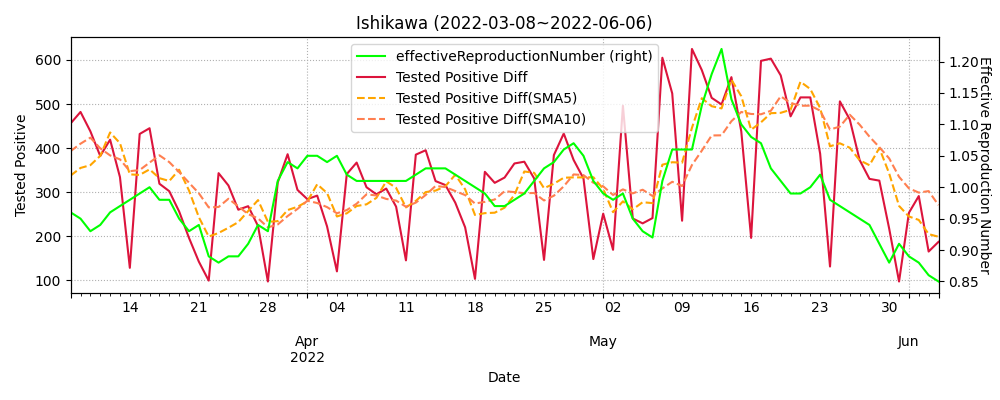 Ishikawa (2022-03-08~2022-06-06)
effectiveReproductionNumber (right)
Tested Positive Diff
Tested Positive Diff(SMA5)
Tested Positive Diff(SMA10)
Tested Positive
600
500
400
300
200
100
1.20
1.15
1.10
1.05
1.00
0.95
0.90
0.85
Effective Reproduction Number
14 21 28 04 11 18 25 02 09 16 23 30
Apr May Jun
2022
Date